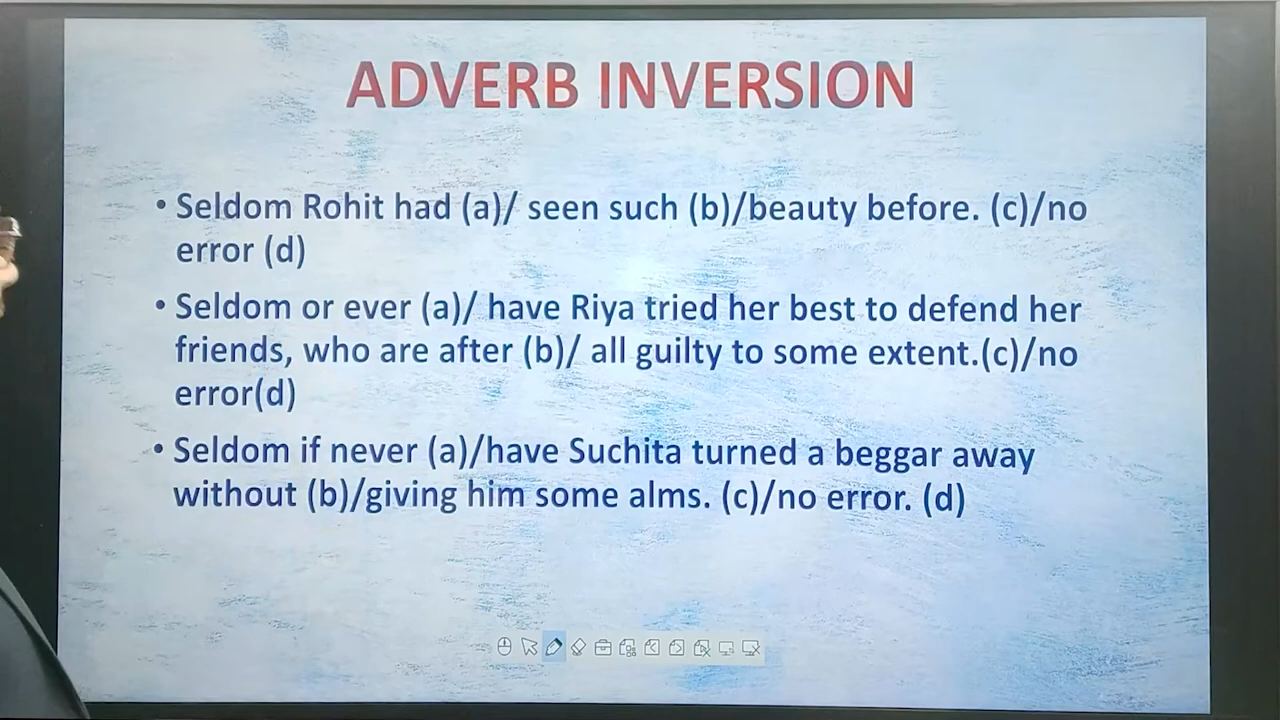 ADVERB INVERSION
• Seldom Rohit had (a)/ seen such (b)/beauty before. (c)/no
error (d)
• Seldom or ever (a)/ have Riya tried her best to defend her
friends, who are after (b)/ all guilty to some extent.(c)/no
error(d)
• Seldom if never (a)/have Suchita turned a beggar away
without (b)/giving him some alms. (c)/no error. (d)